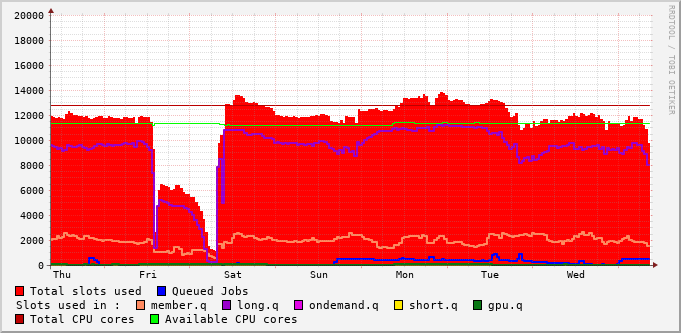 20000
18000
16000
14000
12000
10000
8000
6000
4000
2000
0
Thu Fri Sat Sun Mon Tue Wed
RRDTOOL / TOBI OETIKER
Total slots used Queued Jobs
Slots used in : member.q long.q ondemand.q short.q gpu.q
Total CPU cores Available CPU cores